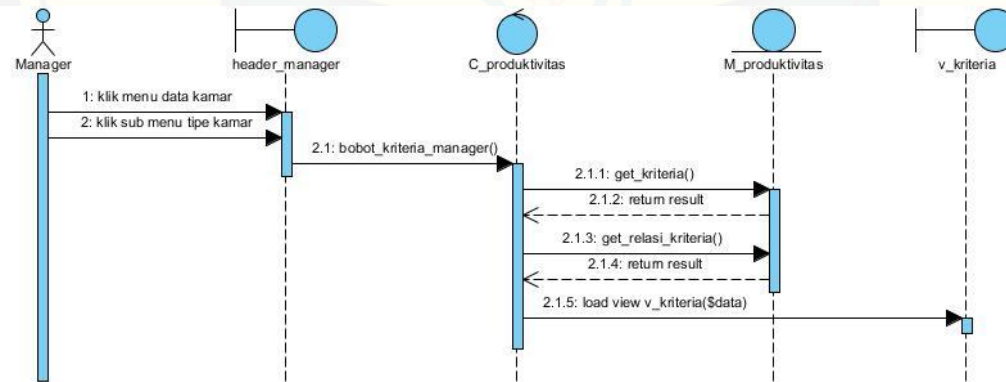 Manager
header_manager
C_produktivitas
M_produktivitas
v_kriteria
1: klik menu data kamar
2: klik sub menu tipe kamar
2.1: bobot_kriteria_manager()
2.1.1: get_kriteria()
2.1.2: return result
2.1.3: get_relasi_kriteria()
2.1.4: return result
2.1.5: load view v_kriteria($data)